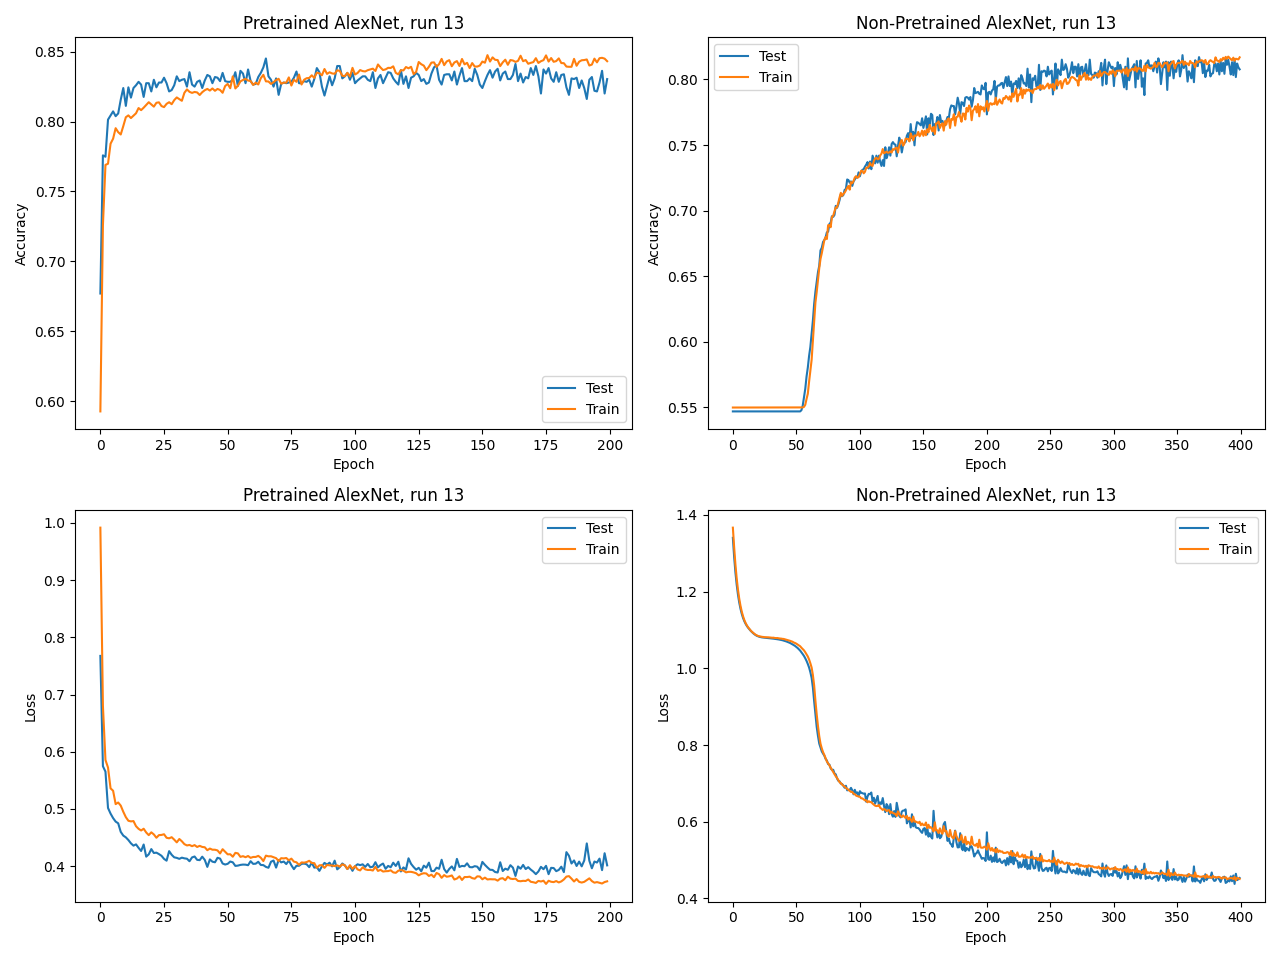 Pretrained AlexNet, run 13
0.85
0.80
0.75
0.70
0.65
0.60
Accuracy
Test
Train
0 25 50 75 100 125 150 175 200
Epoch
Non-Pretrained AlexNet, run 13
Test
Train
0.80
0.75
0.70
0.65
0.60
0.55
Accuracy
0 50 100 150 200 250 300 350 400
Epoch
Pretrained AlexNet, run 13
Test
Train
1.0
0.9
0.8
0.7
0.6
0.5
0.4
Loss
0 25 50 75 100 125 150 175 200
Epoch
Non-Pretrained AlexNet, run 13
Test
Train
1.4
1.2
1.0
0.8
0.6
0.4
Loss
0 50 100 150 200 250 300 350 400
Epoch